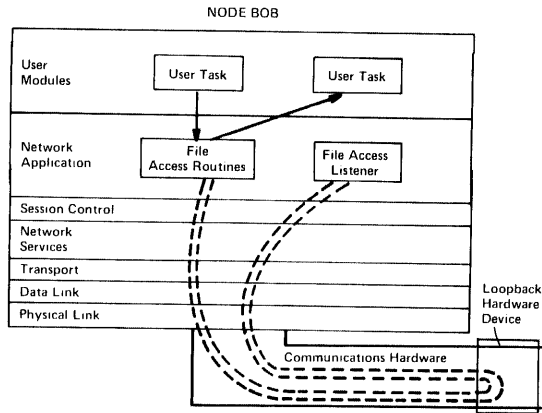 NODE BOB
User
Modules
User Task
User Task
Network
Application
File
Access Routines
File Access
Listener
Session Control
Network
Services
Transport
Data Link
Physical Link
Loopback
Hardware
Device
Communications Hardware